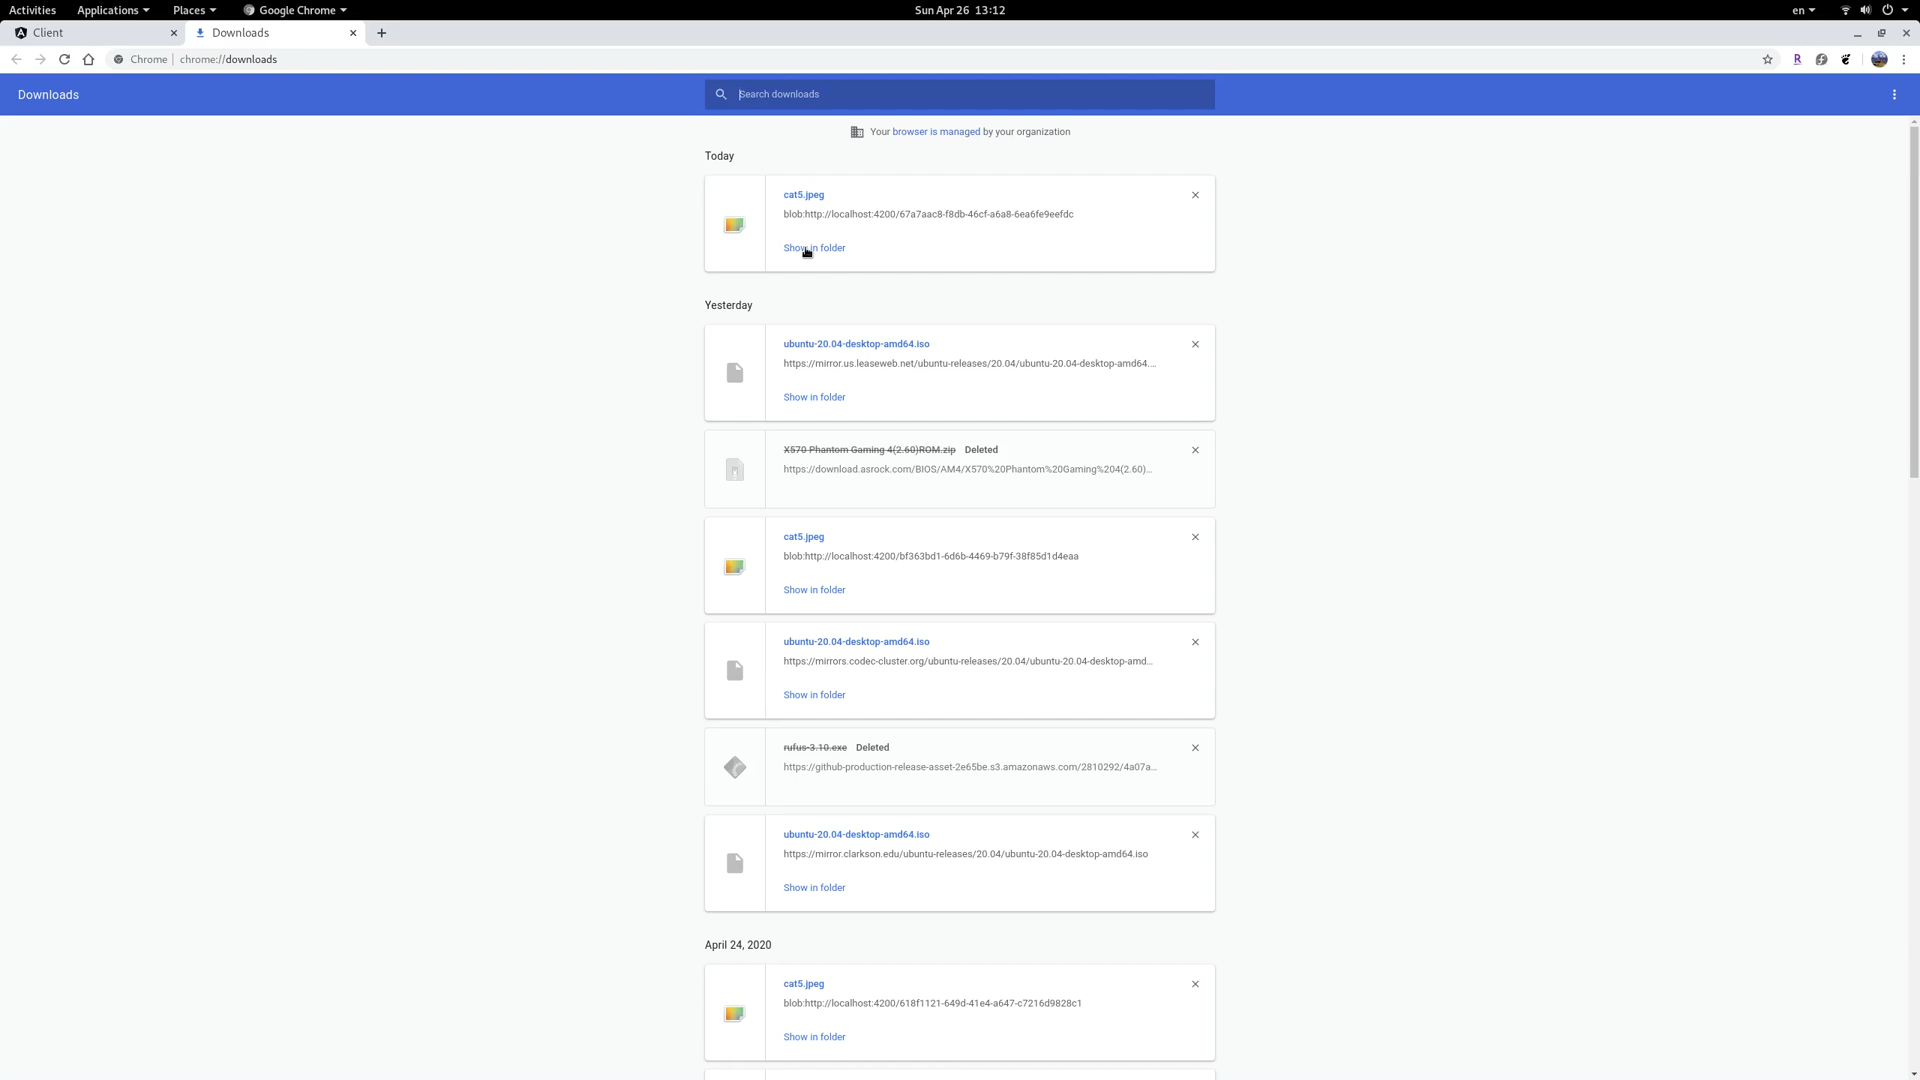 Activities Applications Places Google Chrome Sun Apr 26 13:12 en
Client Downloads
Chrome chrome://downloads R
Downloads Search downloads
Your browser is managed by your organization
Today
cat5.jpeg
blob:http://localhost:4200/67a7aac8-f8db-46cf-a6a8-6ea6fe9eefdc
Show in folder
Yesterday
ubuntu-20.04-desktop-amd64.iso
https://mirror.us.leaseweb.net/ubuntu-releases/20.04/ubuntu-20.04-desktop-amd64.…
Show in folder
X570 Phantom Gaming 4(2.60)ROM.zip Deleted
https://download.asrock.com/BIOS/AM4/X570%20Phantom%20Gaming%204(2.60)…
cat5.jpeg
blob:http://localhost:4200/bf363bd1-6d6b-4469-b79f-38f85d1d4eaa
Show in folder
ubuntu-20.04-desktop-amd64.iso
https://mirrors.codec-cluster.org/ubuntu-releases/20.04/ubuntu-20.04-desktop-amd…
Show in folder
rufus-3.10.exe Deleted
https://github-production-release-asset-2e65be.s3.amazonaws.com/2810292/4a07a…
ubuntu-20.04-desktop-amd64.iso
https://mirror.clarkson.edu/ubuntu-releases/20.04/ubuntu-20.04-desktop-amd64.iso
Show in folder
April 24, 2020
cat5.jpeg
blob:http://localhost:4200/618f1121-649d-41e4-a647-c7216d9828c1
Show in folder